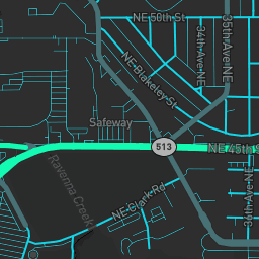 NE 50th St
34th Ave NE
35th Ave NE
NE Blakeley St
Safeway
513
NE 45th S
Ravenna Creek
NE Clark Rd
36th Ave NE